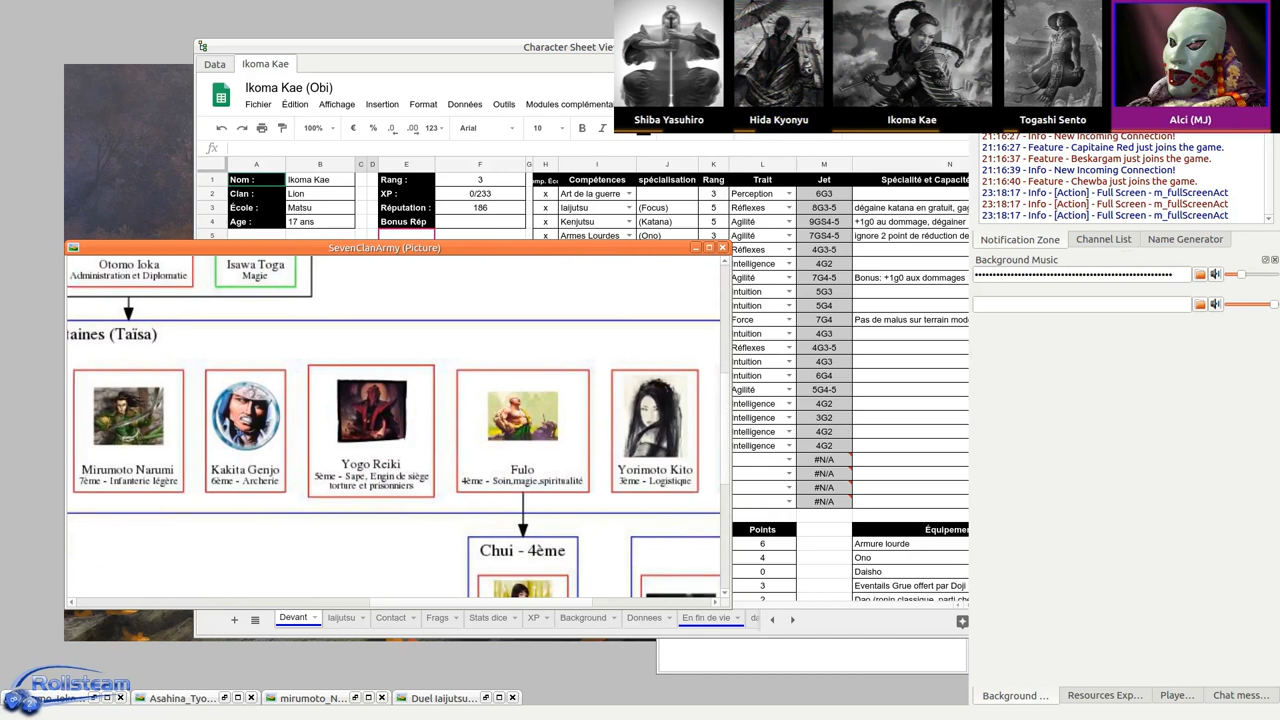 Character Sheet Vie
Data
Ikoma Kae
Ikoma Kae (Obi)
Fichier Édition Affichage Insertion Format Données Outils Modules complémenta
100% € % .0 .00 123 Arial 10 B I
fx
A B C D E F G H I J K L M N
1 Nom : Ikoma Kae Rang : 3 Compétences spécialisation Rang Trait Jet Spécialité et Capacité
2 Clan : Lion XP : 0/233 x Art de la guerre 3 Perception 6G3
3 École : Matsu Réputation : 186 x Iaijutsu (Focus) 5 Réflexes 8G3-5 dégaine katana en gratuit, gag
4 Age : 17 ans Bonus Rép x Kenjutsu (Katana) 5 Agilité 9GS4-5 +1g0 au dommage, dégainer
5 x Armes Lourdes (Ono) 3 Agilité 7GS4-5 ignore 2 point de réduction de
Réflexes 4G3-5
Intelligence 4G2
Agilité 7G4-5 Bonus: +1g0 aux dommages
Intuition 5G3
Intuition 5G4
Force 7G4 Pas de malus sur terrain mod
Intuition 4G3
Réflexes 4G3-5
Intuition 4G3
Intuition 6G4
Agilité 5G4-5
Intelligence 4G2
Intelligence 3G2
Intelligence 4G2
Intelligence 4G2
#N/A
#N/A
#N/A
#N/A
Points Équipemen
6 Armure lourde
4 Ono
0 Daisho
3 Eventails Grue offert par Doji
2 Dao (ronin classique, parti che
SevenClanArmy (Picture)
Otomo Ioka
Administration et Diplomatie
Isawa Toga
Magie
taines (Taïsa)
Mirumoto Narumi
7ème - Infanterie légère
Kakita Genjo
6ème - Archerie
Yogo Reiki
5ème - Sape, Engin de siège
torture et prisonniers
Fulo
4ème - Soin,magie,spiritualité
Yorimoto Kito
3ème - Logistique
Chui - 4ème
Devant Iaijutsu Contact Frags Stats dice XP Background Donnees En fin de vie
Shiba Yasuhiro
Hida Kyonyu
Ikoma Kae
Togashi Sento
Alci (MJ)
21:16:27 - Info - New Incoming Connection!
21:16:27 - Feature - Capitaine Red just joins the game.
21:16:37 - Feature - Beskargam just joins the game.
21:16:39 - Info - New Incoming Connection!
21:16:40 - Feature - Chewba just joins the game.
23:18:17 - Info - [Action] - Full Screen - m_fullScreenAct
23:18:17 - Info - [Action] - Full Screen - m_fullScreenAct
23:18:17 - Info - [Action] - Full Screen - m_fullScreenAct
Notification Zone
Channel List
Name Generator
Background Music
Background ...
Resources Exp...
Playe...
Chat mess...
Rolisteam
Asahina_Tyo...
mirumoto_N...
Duel Iaijutsu...